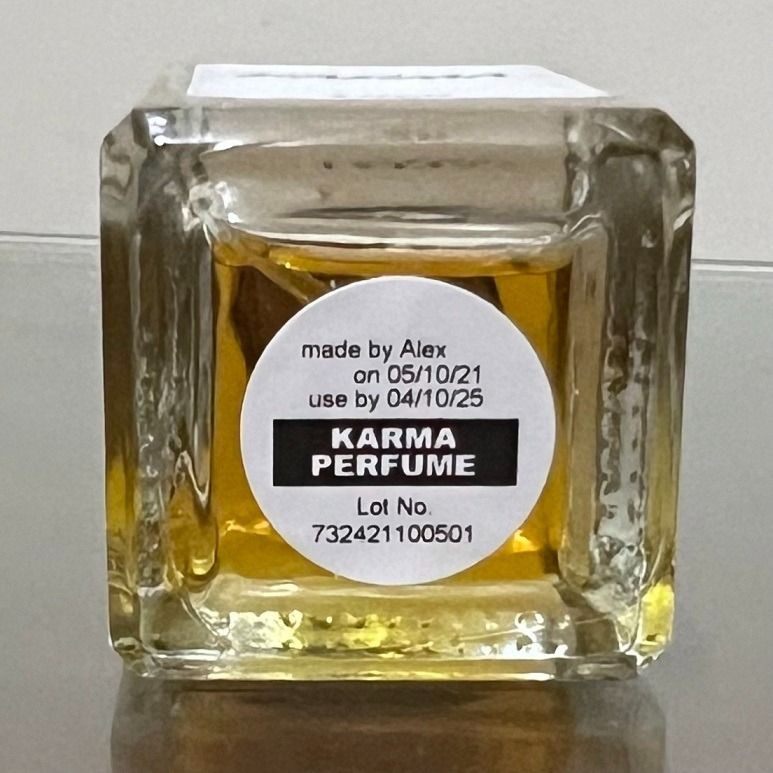 made by Alex
on 05/10/21
use by 04/10/25
KARMA
PERFUME
Lot No.
732421100501